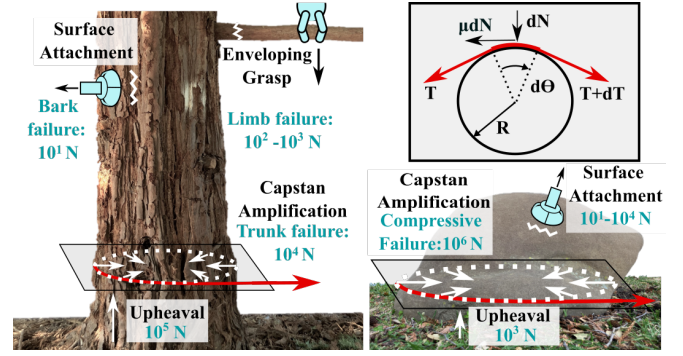 Surface
Attachment
Bark
failure:
10¹ N
Enveloping
Grasp
Limb failure:
10² -10³ N
Capstan
Amplification
Trunk failure:
10⁴ N
Upheaval
10⁵ N
dN
μdN
T
T+dT
dΘ
R
Capstan
Amplification
Compressive
Failure:10⁶ N
Surface
Attachment
10¹-10⁴ N
Upheaval
10³ N